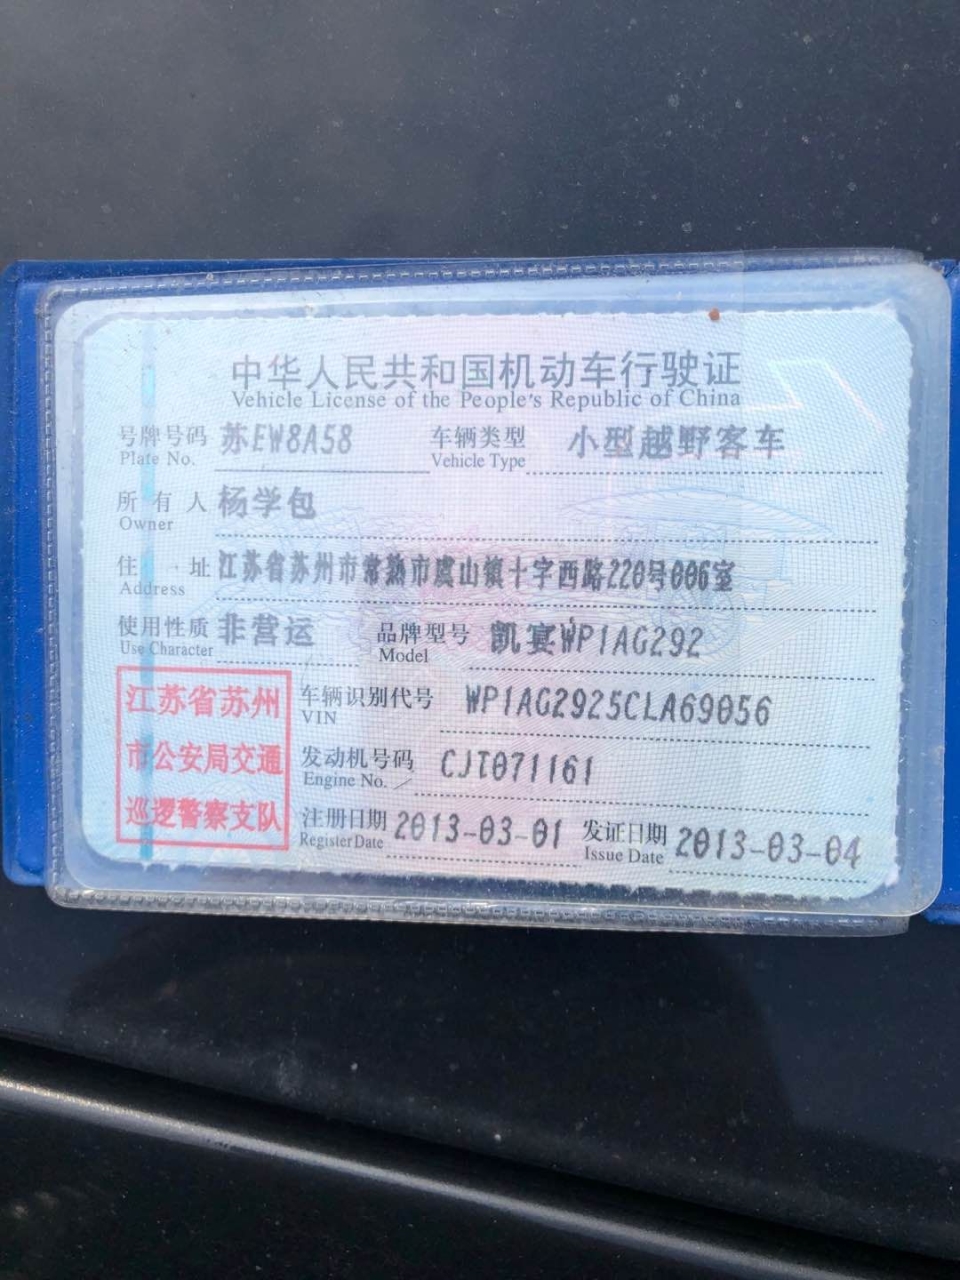 中华人民共和国机动车行驶证
Vehicle License of the People's Republic of China
号牌号码 苏EW8A58 车辆类型 小型越野客车
Plate No. Vehicle Type
所有人 杨学包
Owner
住址 江苏省苏州市常熟市虞山镇十字西路220号006室
Address
使用性质 非营运 品牌型号 凯宴WP1AG292
Use Character Model
江苏省苏州
市公安局交通
巡逻警察支队
车辆识别代号 WP1AG2925CLA69056
VIN
发动机号码 CJT071161
Engine No.
注册日期 2013-03-01 发证日期 2013-03-04
Register Date Issue Date